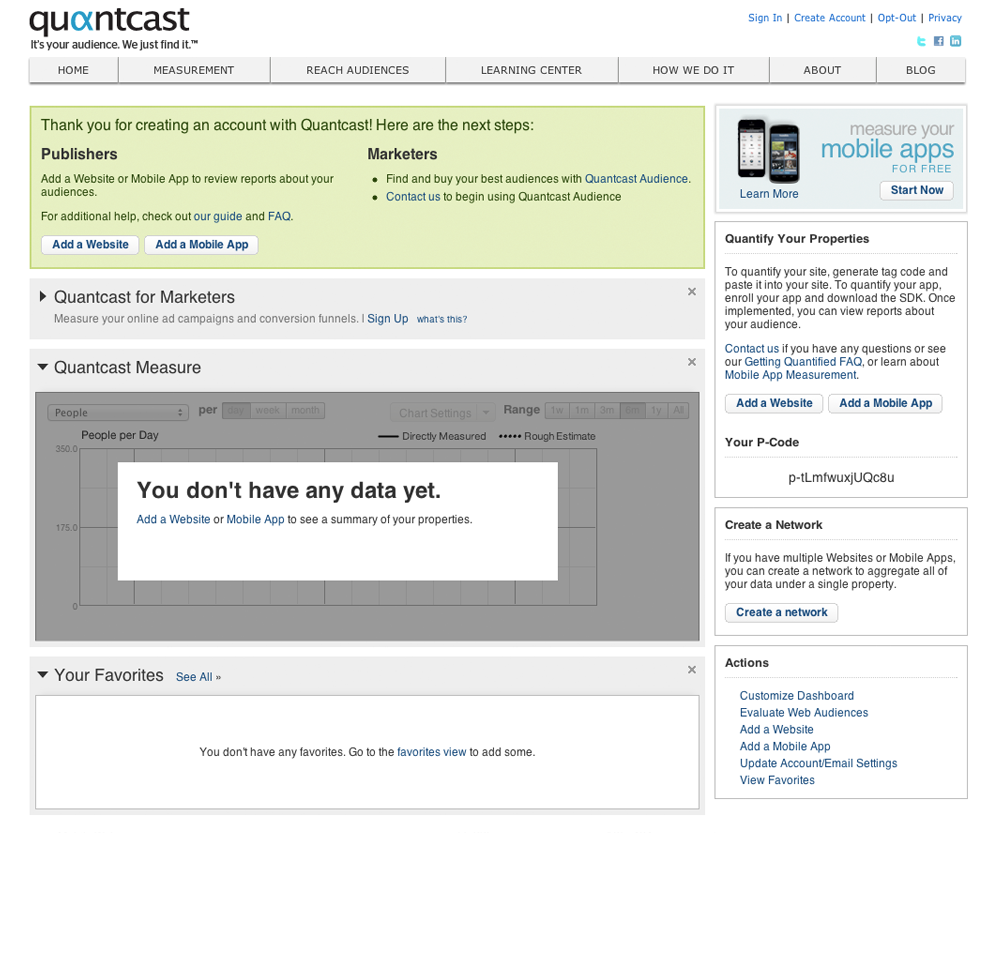 quantcast
It's your audience. We just find it.™
Sign In | Create Account | Opt-Out | Privacy
HOME MEASUREMENT REACH AUDIENCES LEARNING CENTER HOW WE DO IT ABOUT BLOG
Thank you for creating an account with Quantcast! Here are the next steps:
Publishers
Add a Website or Mobile App to review reports about your
audiences.
For additional help, check out our guide and FAQ.
Add a Website Add a Mobile App
Marketers
• Find and buy your best audiences with Quantcast Audience.
• Contact us to begin using Quantcast Audience
Quantcast for Marketers
Measure your online ad campaigns and conversion funnels. | Sign Up what's this?
Quantcast Measure
People per day week month Chart Settings Range 1w 1m 3m 6m 1y All
People per Day Directly Measured Rough Estimate
350.0
175.0
0
You don't have any data yet.
Add a Website or Mobile App to see a summary of your properties.
Your Favorites See All »
You don't have any favorites. Go to the favorites view to add some.
measure your
mobile apps
FOR FREE
Learn More Start Now
Quantify Your Properties
To quantify your site, generate tag code and
paste it into your site. To quantify your app,
enroll your app and download the SDK. Once
implemented, you can view reports about
your audience.
Contact us if you have any questions or see
our Getting Quantified FAQ, or learn about
Mobile App Measurement.
Add a Website Add a Mobile App
Your P-Code
p-tLmfwuxjUQc8u
Create a Network
If you have multiple Websites or Mobile Apps,
you can create a network to aggregate all of
your data under a single property.
Create a network
Actions
Customize Dashboard
Evaluate Web Audiences
Add a Website
Add a Mobile App
Update Account/Email Settings
View Favorites